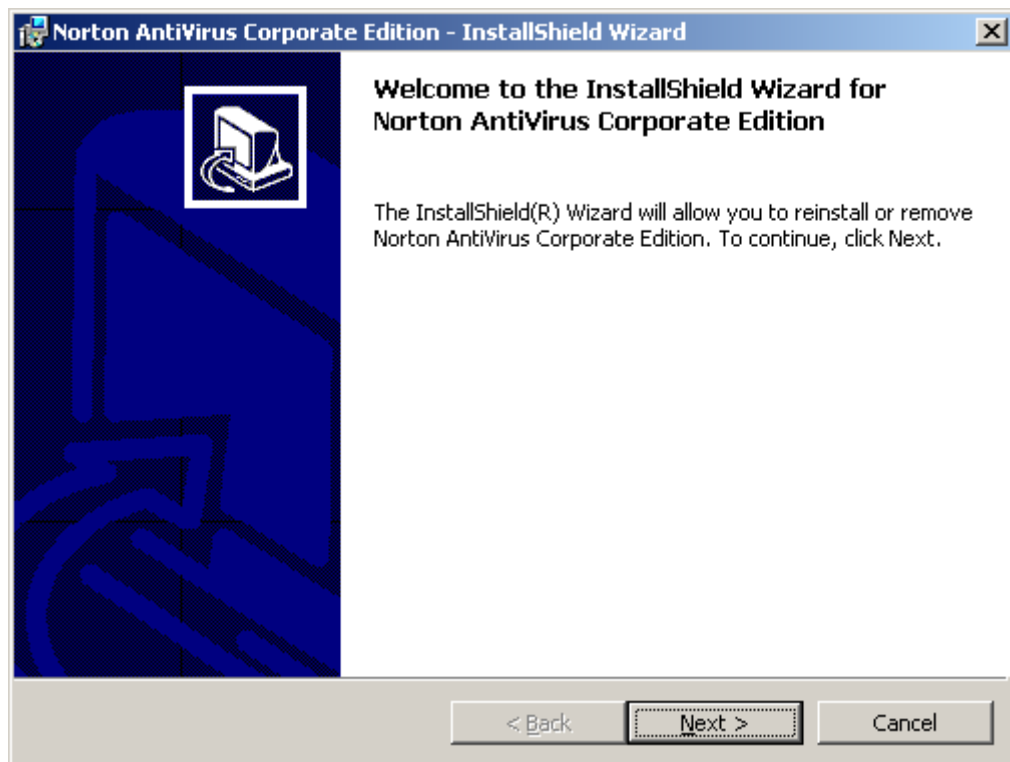 Norton AntiVirus Corporate Edition - InstallShield Wizard
Welcome to the InstallShield Wizard for
Norton AntiVirus Corporate Edition
The InstallShield(R) Wizard will allow you to reinstall or remove
Norton AntiVirus Corporate Edition. To continue, click Next.
< Back Next > Cancel